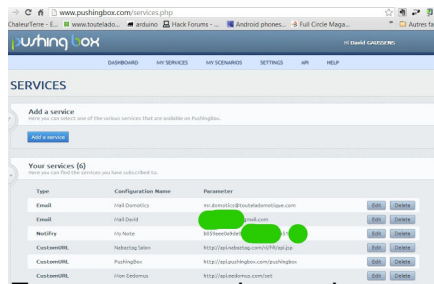 www.pushingbox.com/services.php
ChaleurTerre - E... www.toutelado... arduino Hack Forums - ... Android phones... Full Circle Maga... Autres fa
pushing box
Hi David GAUSSENS
DASHBOARD MY SERVICES MY SCENARIOS SETTINGS API HELP
SERVICES
Add a service
Here you can select one of the various services that are available on PushingBox.
Add a service
Your services (6)
Here you can find the services you have subscribed to.
Type Configuration Name Parameter
Email Mail Domotics mr.domotics@touteladomotique.com Edit Delete
Email Mail David gmail.com Edit Delete
Notifry My Note Edit Delete
CustomURL Nabaztag Salon http://api.nabaztag.com/vl/FR/api.jsp Edit Delete
CustomURL PushingBox http://api.pushingbox.com/pushingbox Edit Delete
CustomURL Mon Eedomus http://api.eedomus.com/set Edit Delete